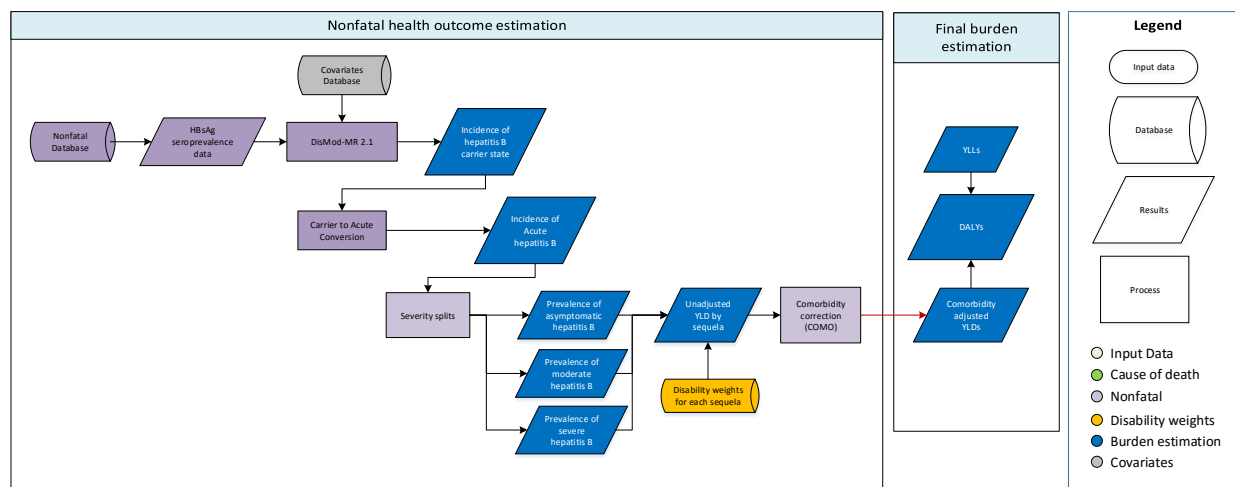 Nonfatal health outcome estimation
Covariates
Database
Nonfatal
Database
HBsAg
seroprevalence
data
DisMod-MR 2.1
Incidence of
hepatitis B
carrier state
Carrier to Acute
Conversion
Incidence of
Acute
hepatitis B
Severity splits
Prevalence of
asymptomatic
hepatitis B
Prevalence of
moderate
hepatitis B
Prevalence of
severe
hepatitis B
Unadjusted
YLD by
sequela
Disability weights
for each sequela
Comorbidity
correction
(COMO)
Final burden
estimation
YLLs
DALYs
Comorbidity
adjusted
YLDs
Legend
Input data
Database
Results
Process
Input Data
Cause of death
Nonfatal
Disability weights
Burden estimation
Covariates